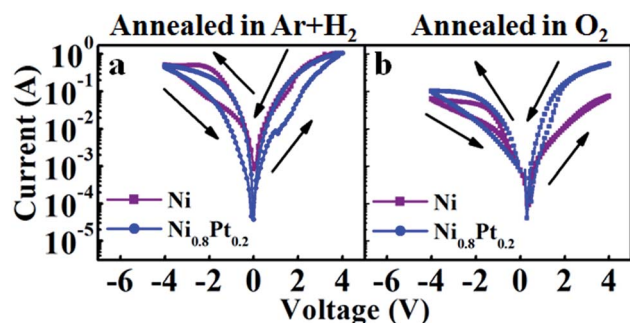 Annealed in Ar+H₂ Annealed in O₂
Current (A)
10⁰
10⁻¹
10⁻²
10⁻³
10⁻⁴
10⁻⁵
a
b
Ni
Ni₀.₈Pt₀.₂
Ni
Ni₀.₈Pt₀.₂
-6 -4 -2 0 2 4 -6 -4 -2 0 2 4
Voltage (V)